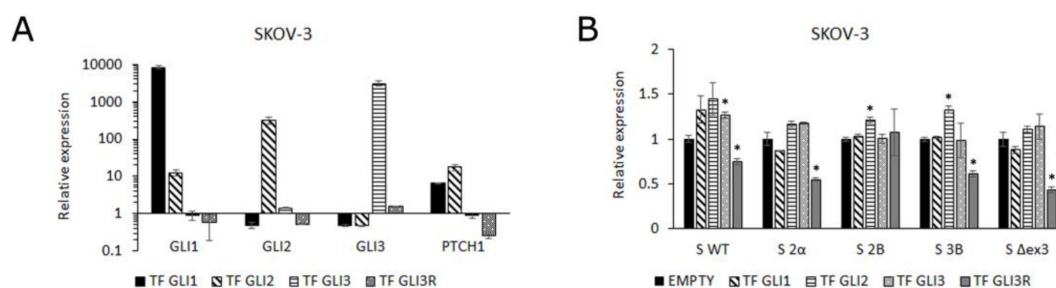 A
SKOV-3
Relative expression
10000
1000
100
10
1
0.1
GLI1 GLI2 GLI3 PTCH1
TF GLI1 TF GLI2 TF GLI3 TF GLI3R
B
SKOV-3
Relative expression
2
1.5
1
0.5
0
* * * * * * *
S WT S 2α S 2B S 3B S Δex3
EMPTY TF GLI1 TF GLI2 TF GLI3 TF GLI3R